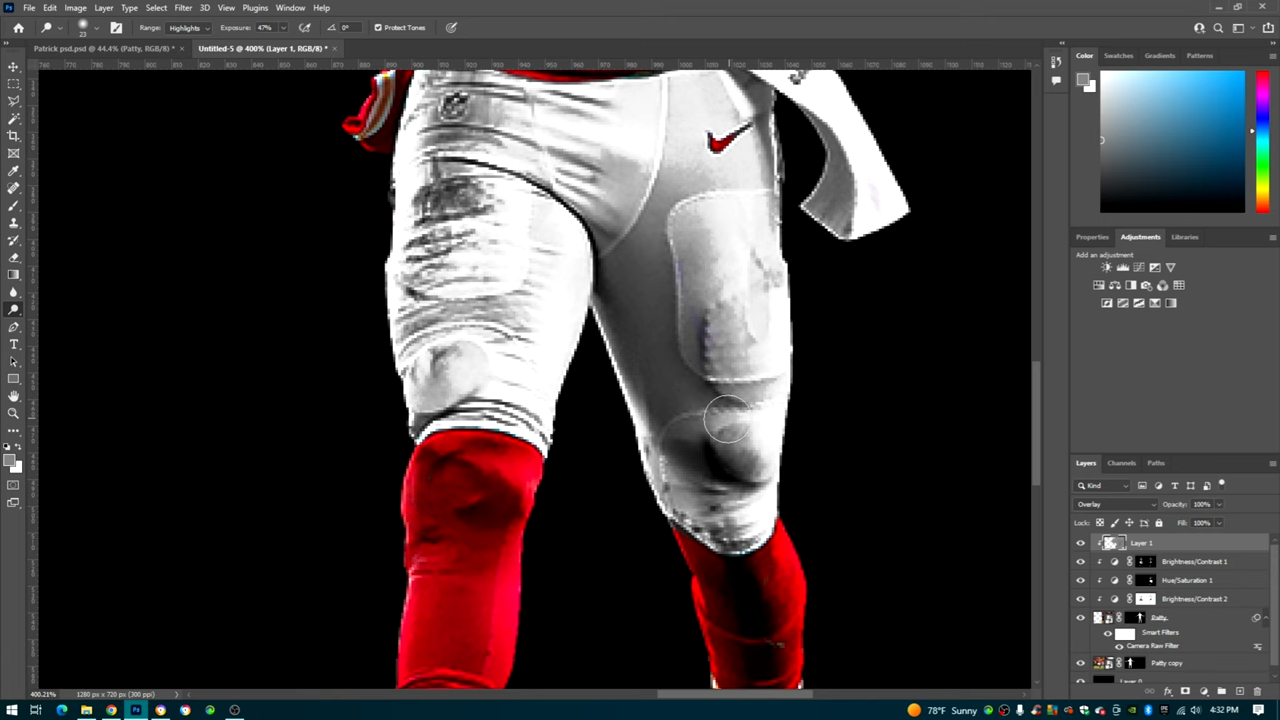 File Edit Image Layer Type Select Filter 3D View Plugins Window Help
23 Range: Highlights Exposure: 47% 0° Protect Tones
Patrick psd.psd @ 44.4% (Patty, RGB/8) * × Untitled-5 @ 400% (Layer 1, RGB/8) * ×
Color Swatches Gradients Patterns
Properties Adjustments Libraries
Add an adjustment
Layers Channels Paths
Kind
Overlay Opacity: 100%
Lock: Fill: 100%
Layer 1
Brightness/Contrast 1
Hue/Saturation 1
Brightness/Contrast 2
Patty
Smart Filters
Camera Raw Filter
Patty copy
Layer 0
400.21% 1280 px x 720 px (300 ppi)
78°F Sunny 4:32 PM